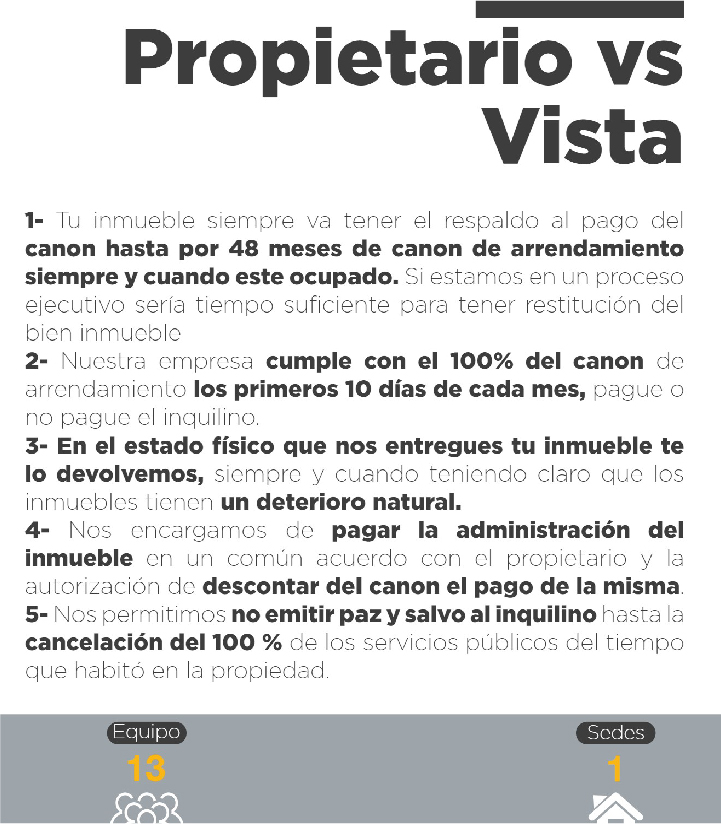 Propietario vs
Vista
1- Tu inmueble siempre va tener el respaldo al pago del
canon hasta por 48 meses de canon de arrendamiento
siempre y cuando este ocupado. Si estamos en un proceso
ejecutivo sería tiempo suficiente para tener restitución del
bien inmueble
2- Nuestra empresa cumple con el 100% del canon de
arrendamiento los primeros 10 días de cada mes, pague o
no pague el inquilino.
3- En el estado físico que nos entregues tu inmueble te
lo devolvemos, siempre y cuando teniendo claro que los
inmuebles tienen un deterioro natural.
4- Nos encargamos de pagar la administración del
inmueble en un común acuerdo con el propietario y la
autorización de descontar del canon el pago de la misma.
5- Nos permitimos no emitir paz y salvo al inquilino hasta la
cancelación del 100 % de los servicios públicos del tiempo
que habitó en la propiedad.
Equipo
13
Sedes
1